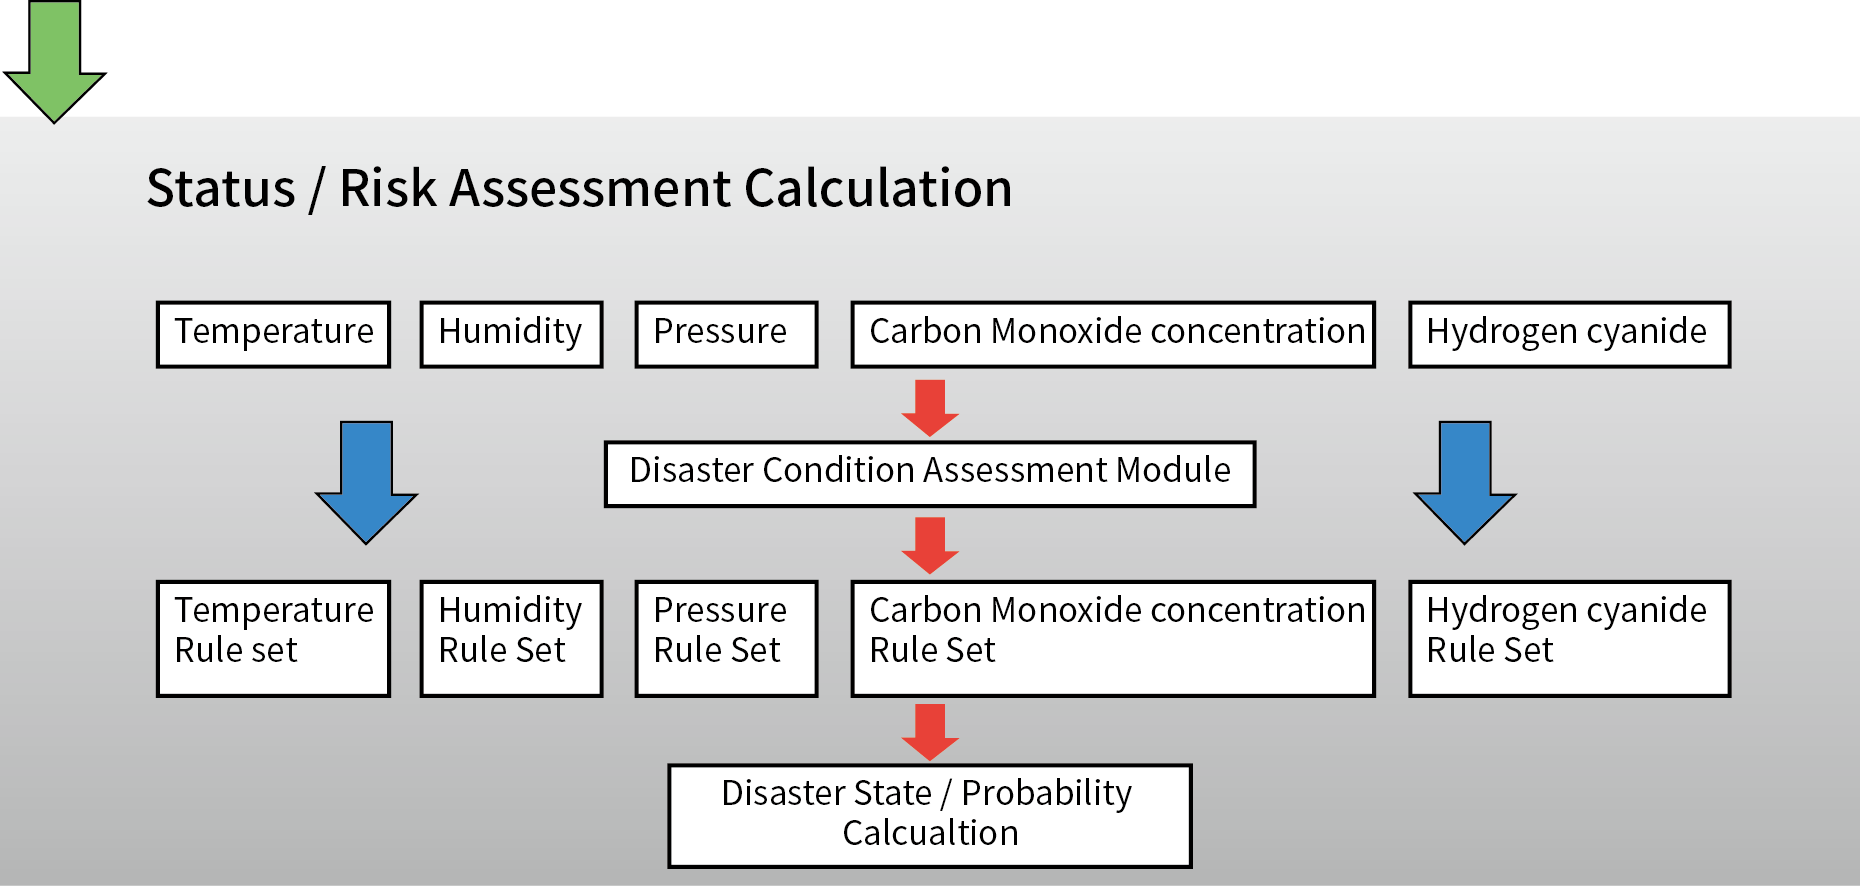 Status / Risk Assessment Calculation
Temperature
Humidity
Pressure
Carbon Monoxide concentration
Hydrogen cyanide
Disaster Condition Assessment Module
Temperature
Rule set
Humidity
Rule Set
Pressure
Rule Set
Carbon Monoxide concentration
Rule Set
Hydrogen cyanide
Rule Set
Disaster State / Probability
Calcualtion